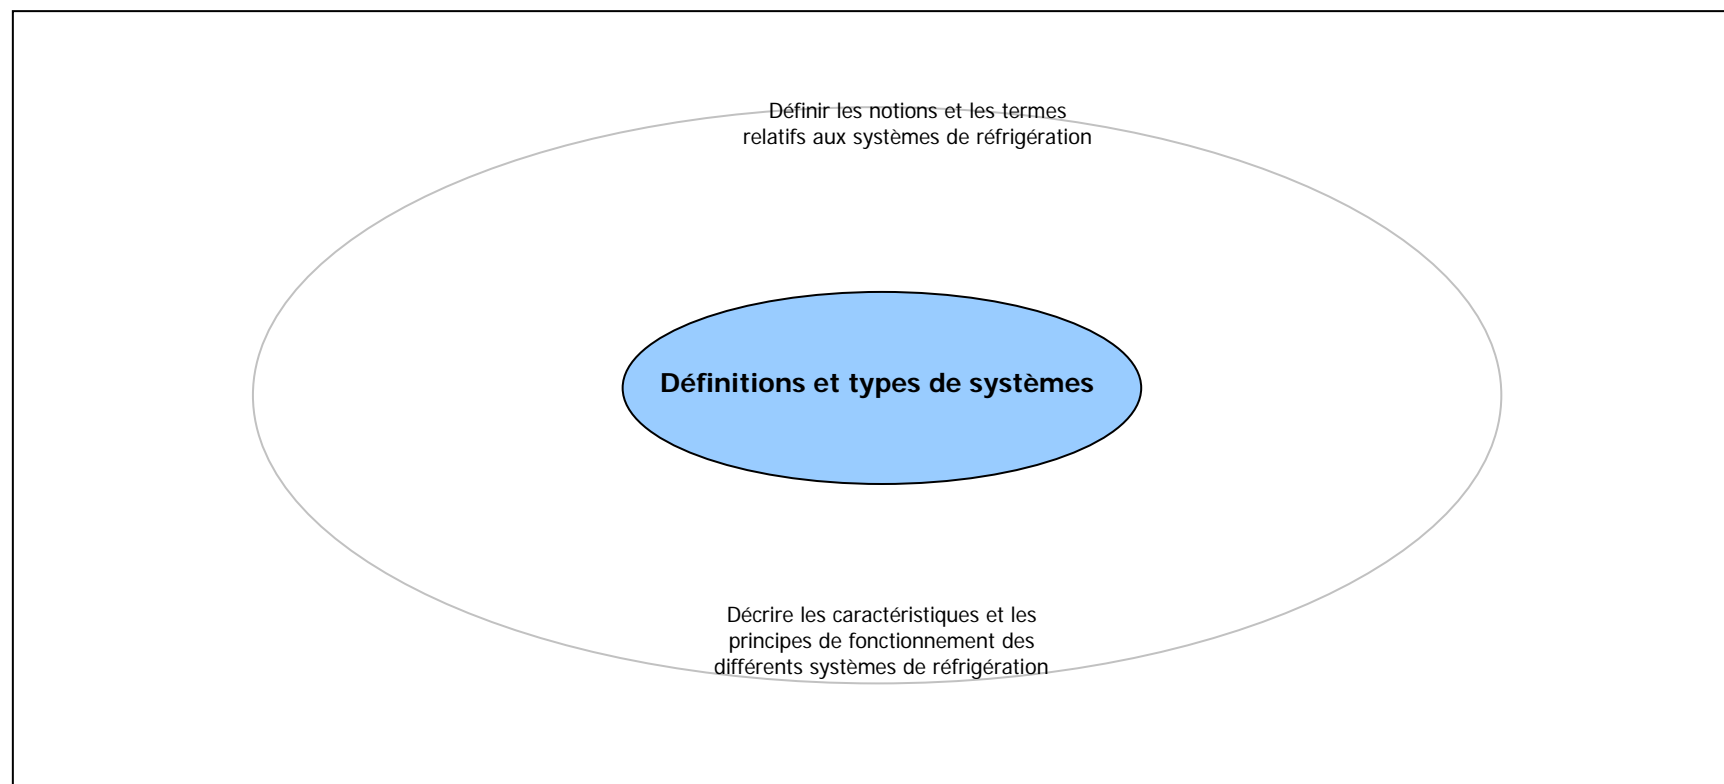 Définir les notions et les termes
relatifs aux systèmes de réfrigération
Définitions et types de systèmes
Décrire les caractéristiques et les
principes de fonctionnement des
différents systèmes de réfrigération